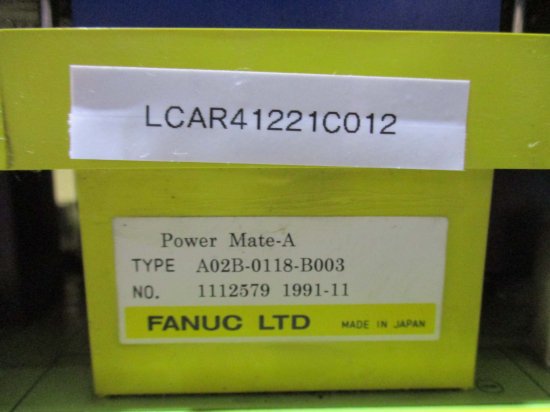 LCAR41221C012
Power Mate-A
TYPE A02B-0118-B003
NO. 1112579 1991-11
FANUC LTD MADE IN JAPAN